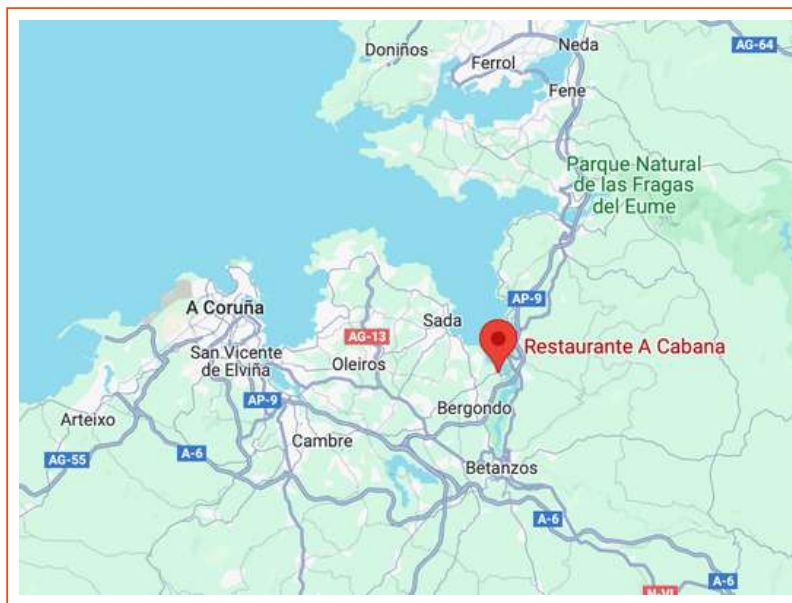 Neda
Doniños
Ferrol
AG-64
Fene
Parque Natural
de las Fragas
del Eume
AP-9
A Coruña
Sada
AG-13
Restaurante A Cabana
San Vicente
de Elviña
Oleiros
AP-9
Bergondo
Arteixo
Cambre
A-6
AG-55
Betanzos
A-6
A-6
N-VI